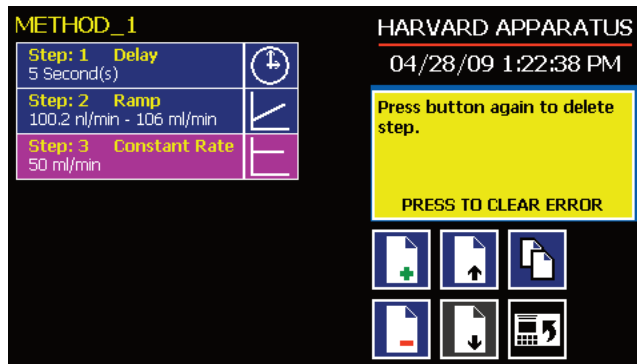 METHOD_1
Step: 1 Delay
5 Second(s)
Step: 2 Ramp
100.2 nl/min - 106 ml/min
Step: 3 Constant Rate
50 ml/min
HARVARD APPARATUS
04/28/09 1:22:38 PM
Press button again to delete
step.
PRESS TO CLEAR ERROR